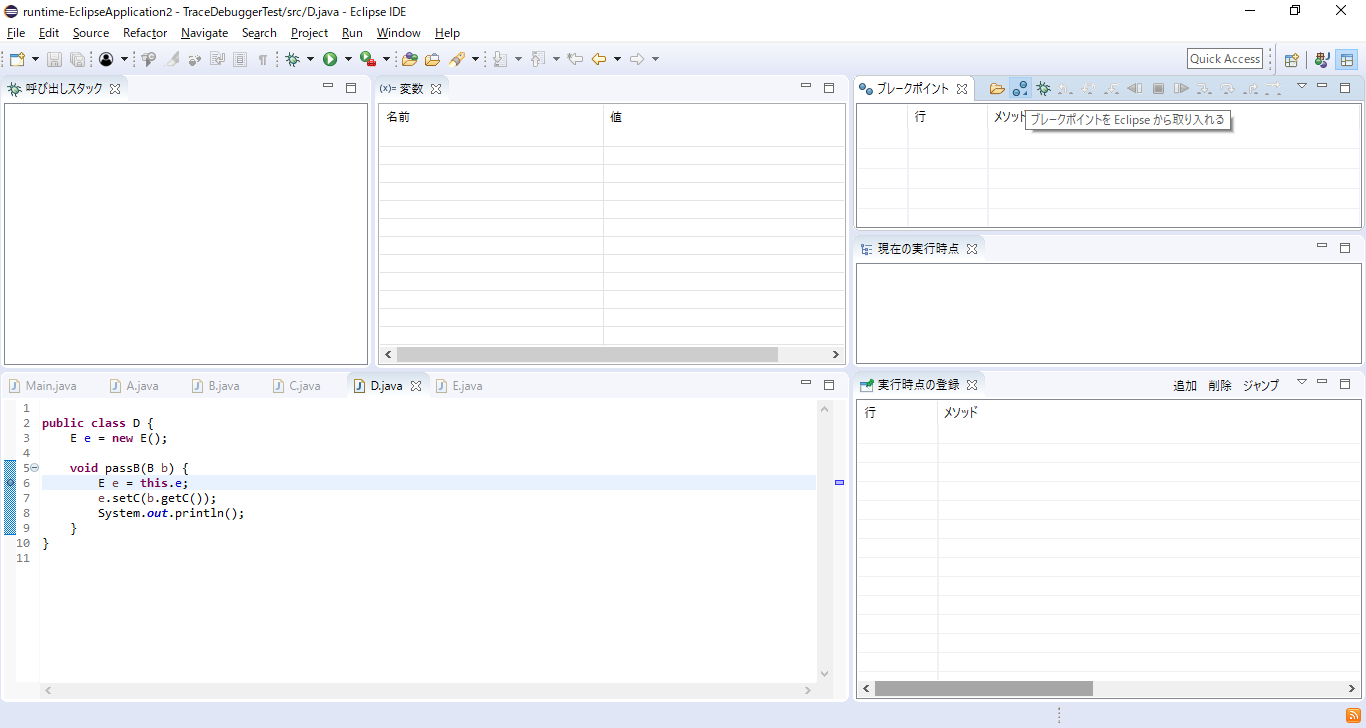 runtime-EclipseApplication2 - TraceDebuggerTest/src/D.java - Eclipse IDE
File Edit Source Refactor Navigate Search Project Run Window Help
Quick Access
呼び出しスタック
(x)= 変数
名前 値
ブレークポイント
行 メソッド
ブレークポイントを Eclipse から取り入れる
現在の実行時点
Main.java A.java B.java C.java D.java E.java
1
2 public class D {
3 E e = new E();
4
5 void passB(B b) {
6 E e = this.e;
7 e.setC(b.getC());
8 System.out.println();
9 }
10 }
11
実行時点の登録 追加 削除 ジャンプ
行 メソッド